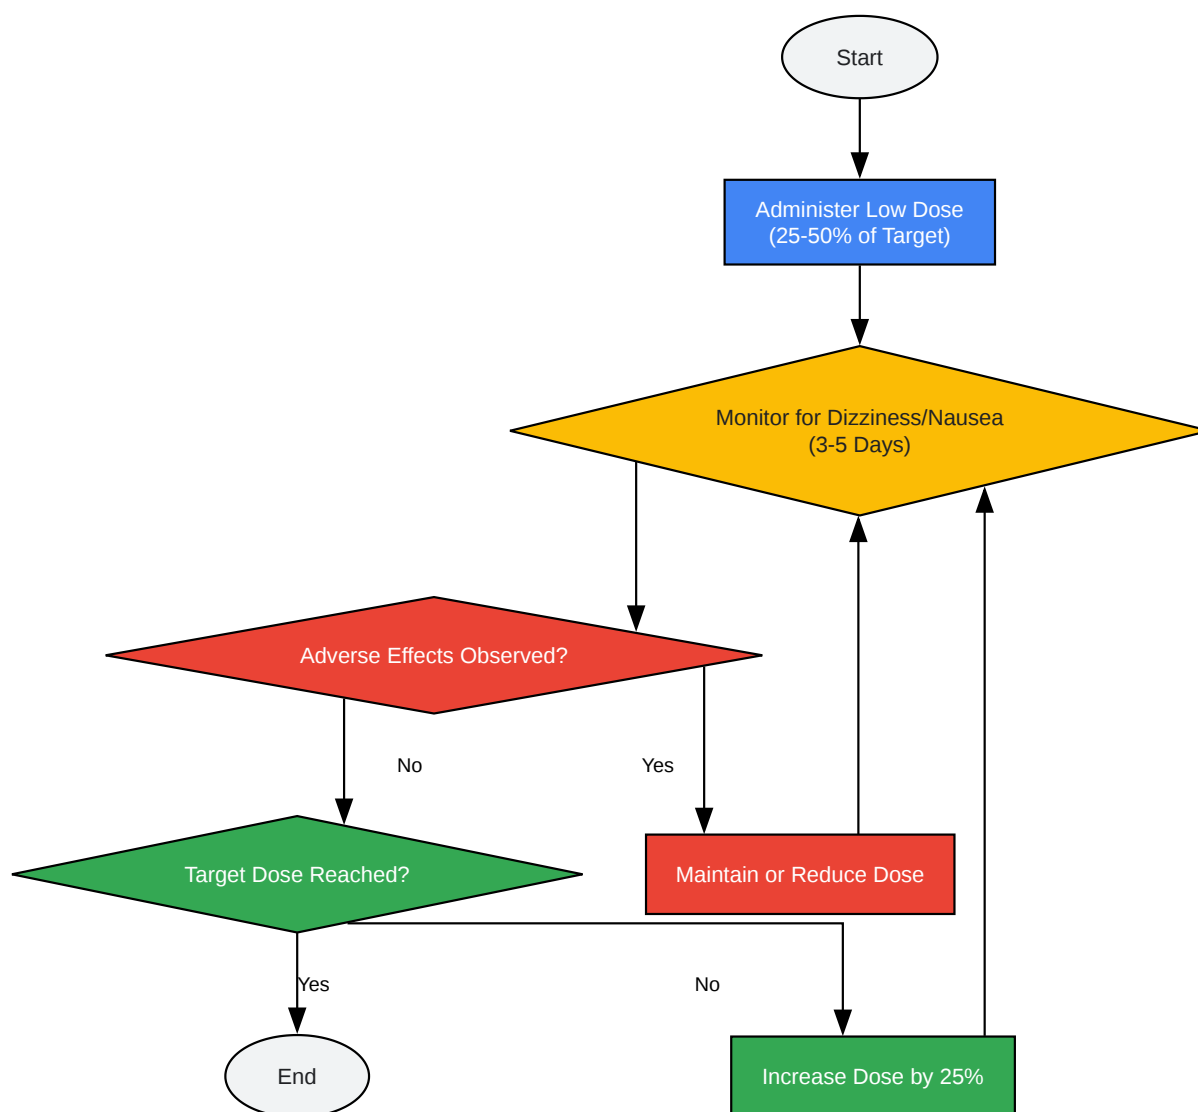 Start
Administer Low Dose
(25-50% of Target)
Monitor for Dizziness/Nausea
(3-5 Days)
Adverse Effects Observed?
No
Yes
Target Dose Reached?
Maintain or Reduce Dose
Yes
No
End
Increase Dose by 25%